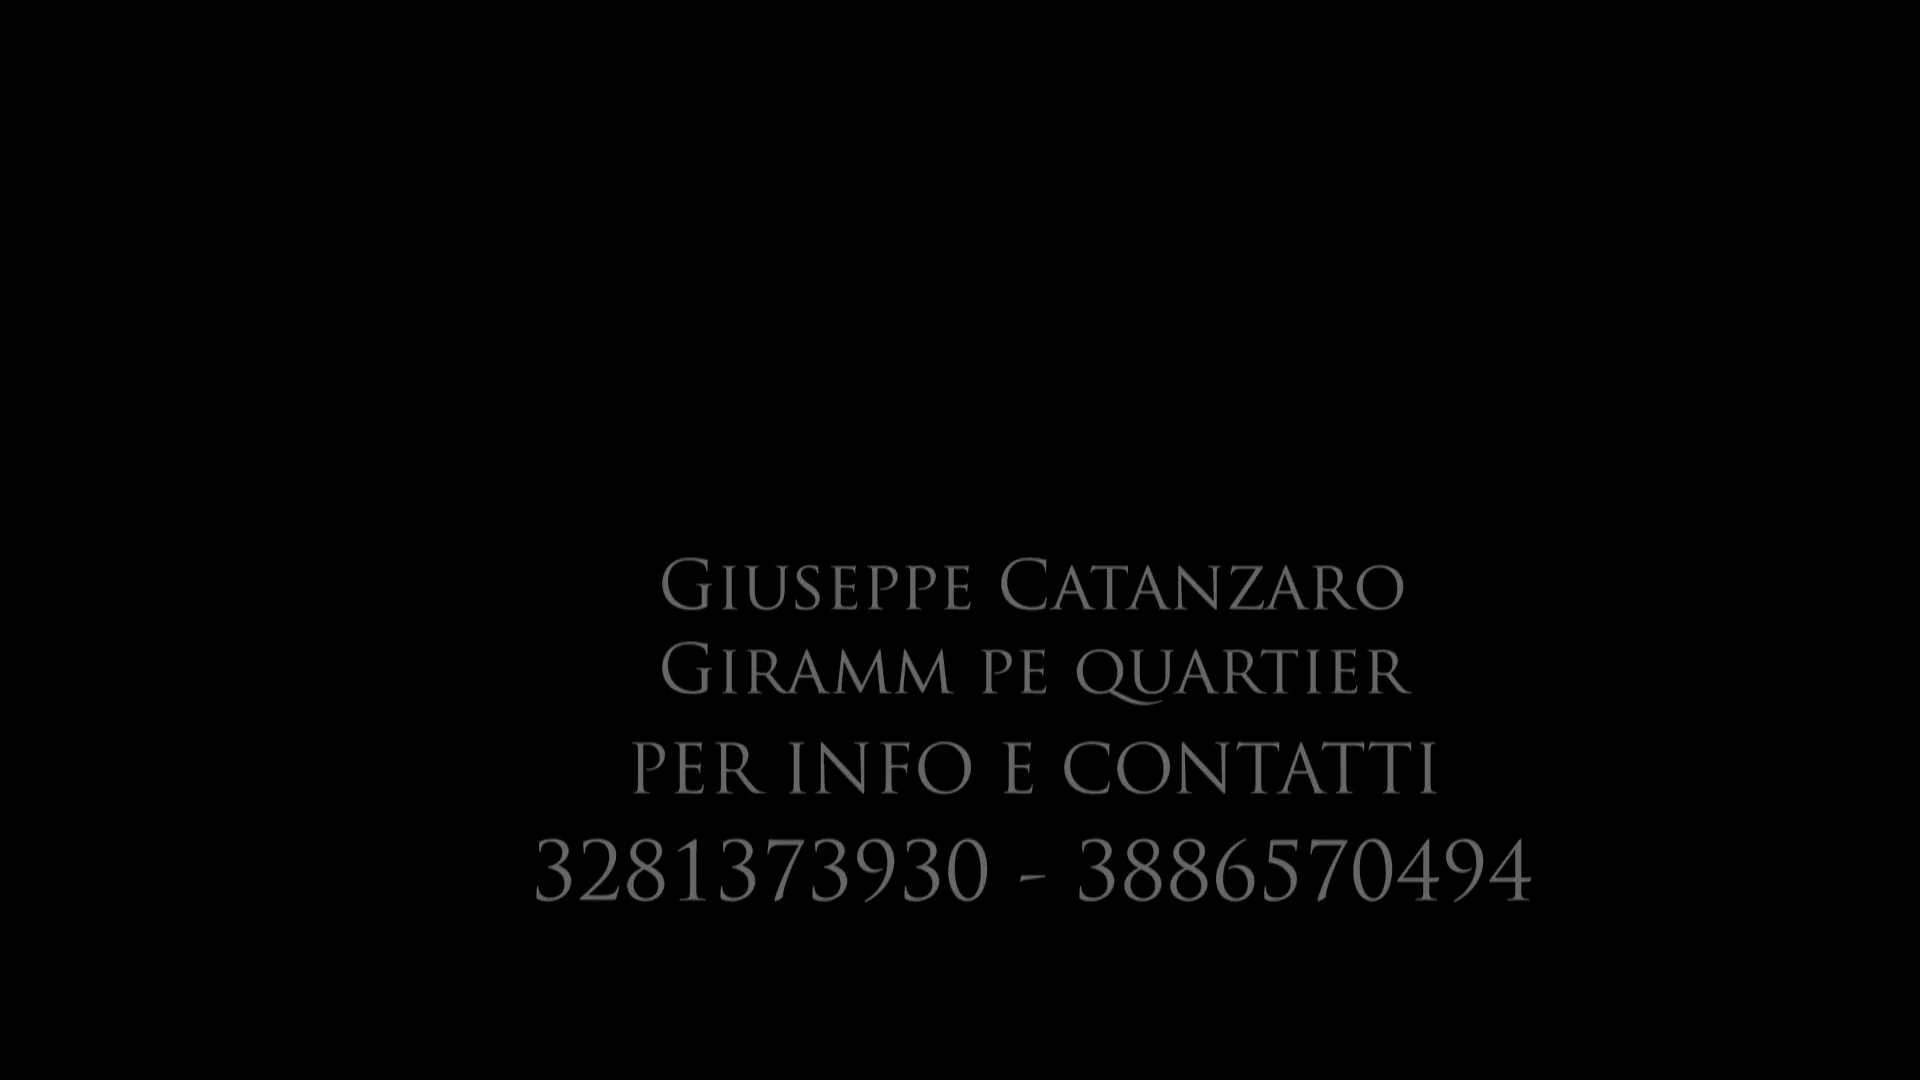 Giuseppe Catanzaro
Giramm pe quartier
per info e contatti
3281373930 - 3886570494